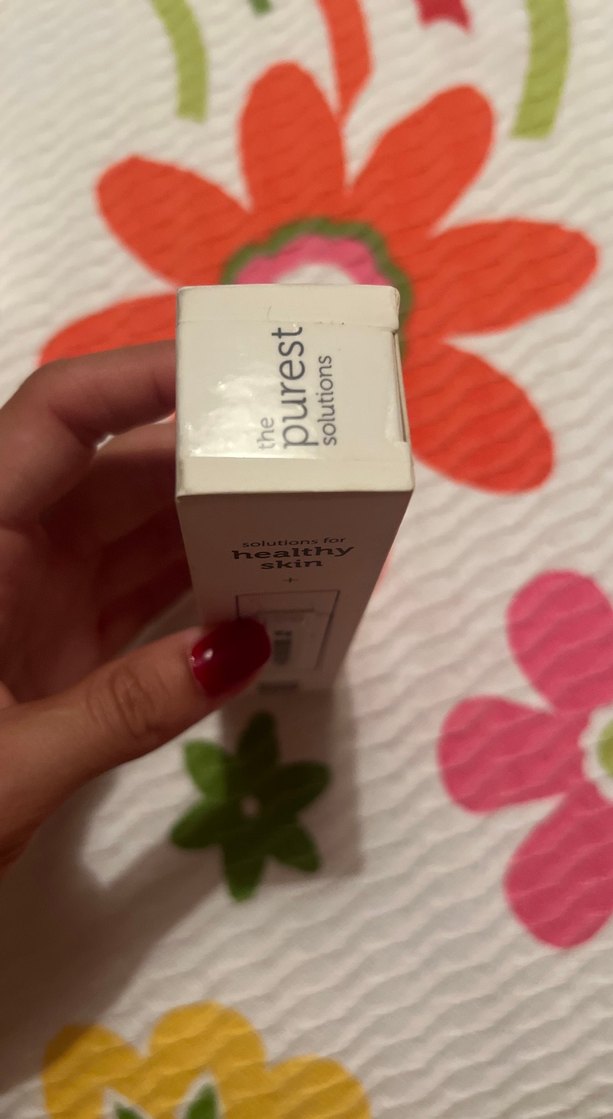 the
purest
solutions
solutions for
healthy
skin
+